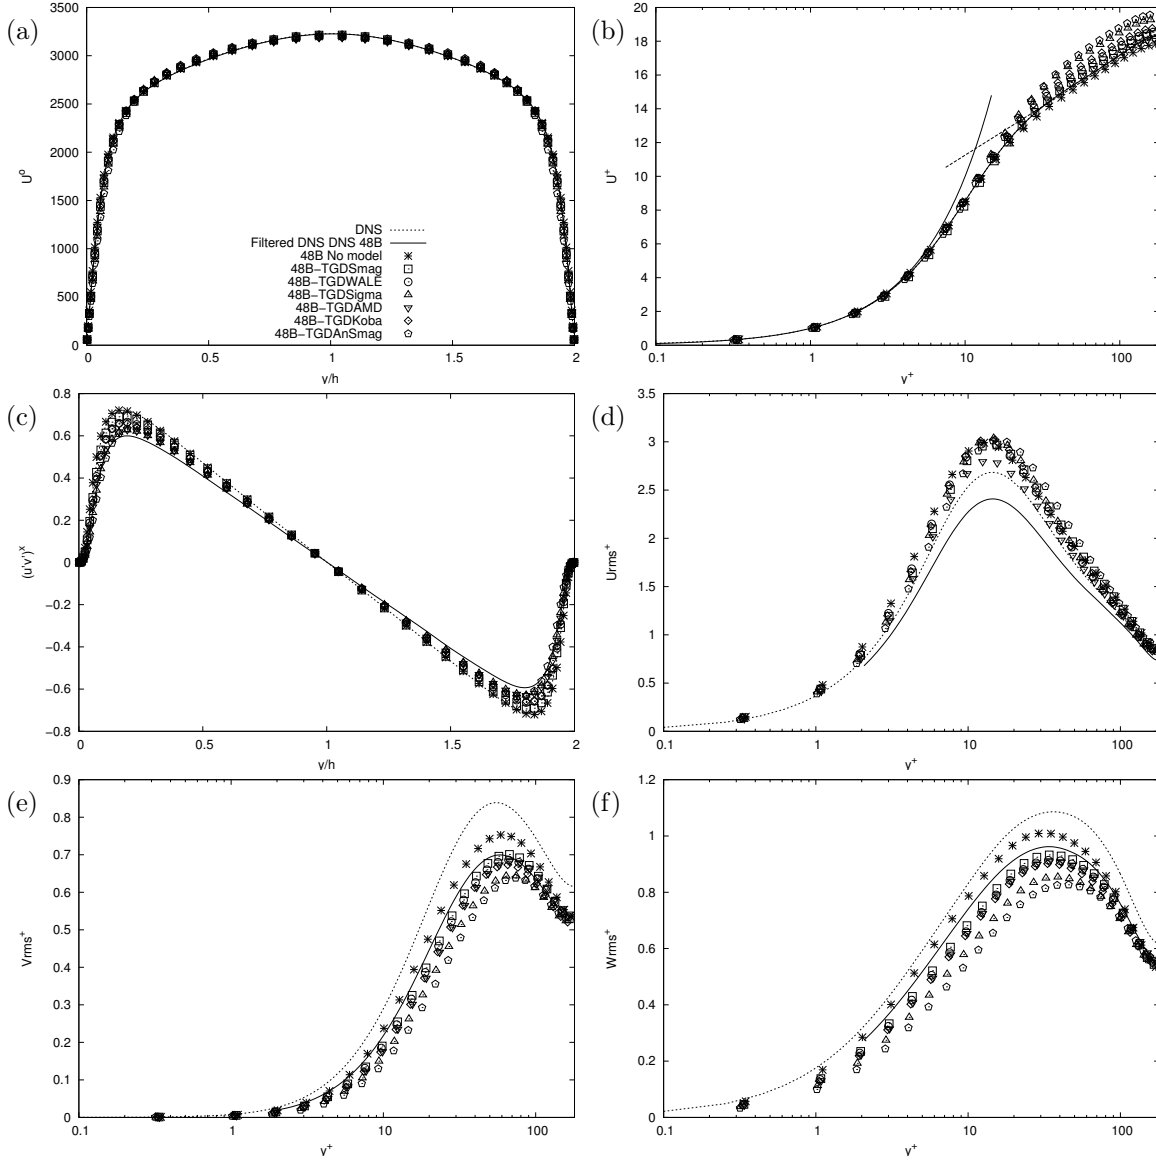 (a)
3500
3000
2500
2000
1500
1000
500
0
U⁰
0
0.5
1
1.5
2
y/h
DNS
Filtered DNS DNS 48B
48B No model
48B−TGDSmag
48B−TGDWALE
48B−TGDSigma
48B−TGDAMD
48B−TGDKoba
48B−TGDAnSmag
(b)
20
18
16
14
12
10
8
6
4
2
0
U⁺
0.1
1
10
100
y⁺
(c)
0.8
0.6
0.4
0.2
0
−0.2
−0.4
−0.6
−0.8
⟨u'v'⟩ˣ
0
0.5
1
1.5
2
y/h
(d)
3.5
3
2.5
2
1.5
1
0.5
0
Urms⁺
0.1
1
10
100
y⁺
(e)
0.9
0.8
0.7
0.6
0.5
0.4
0.3
0.2
0.1
0
Vrms⁺
0.1
1
10
100
y⁺
(f)
1.2
1
0.8
0.6
0.4
0.2
0
Wrms⁺
0.1
1
10
100
y⁺